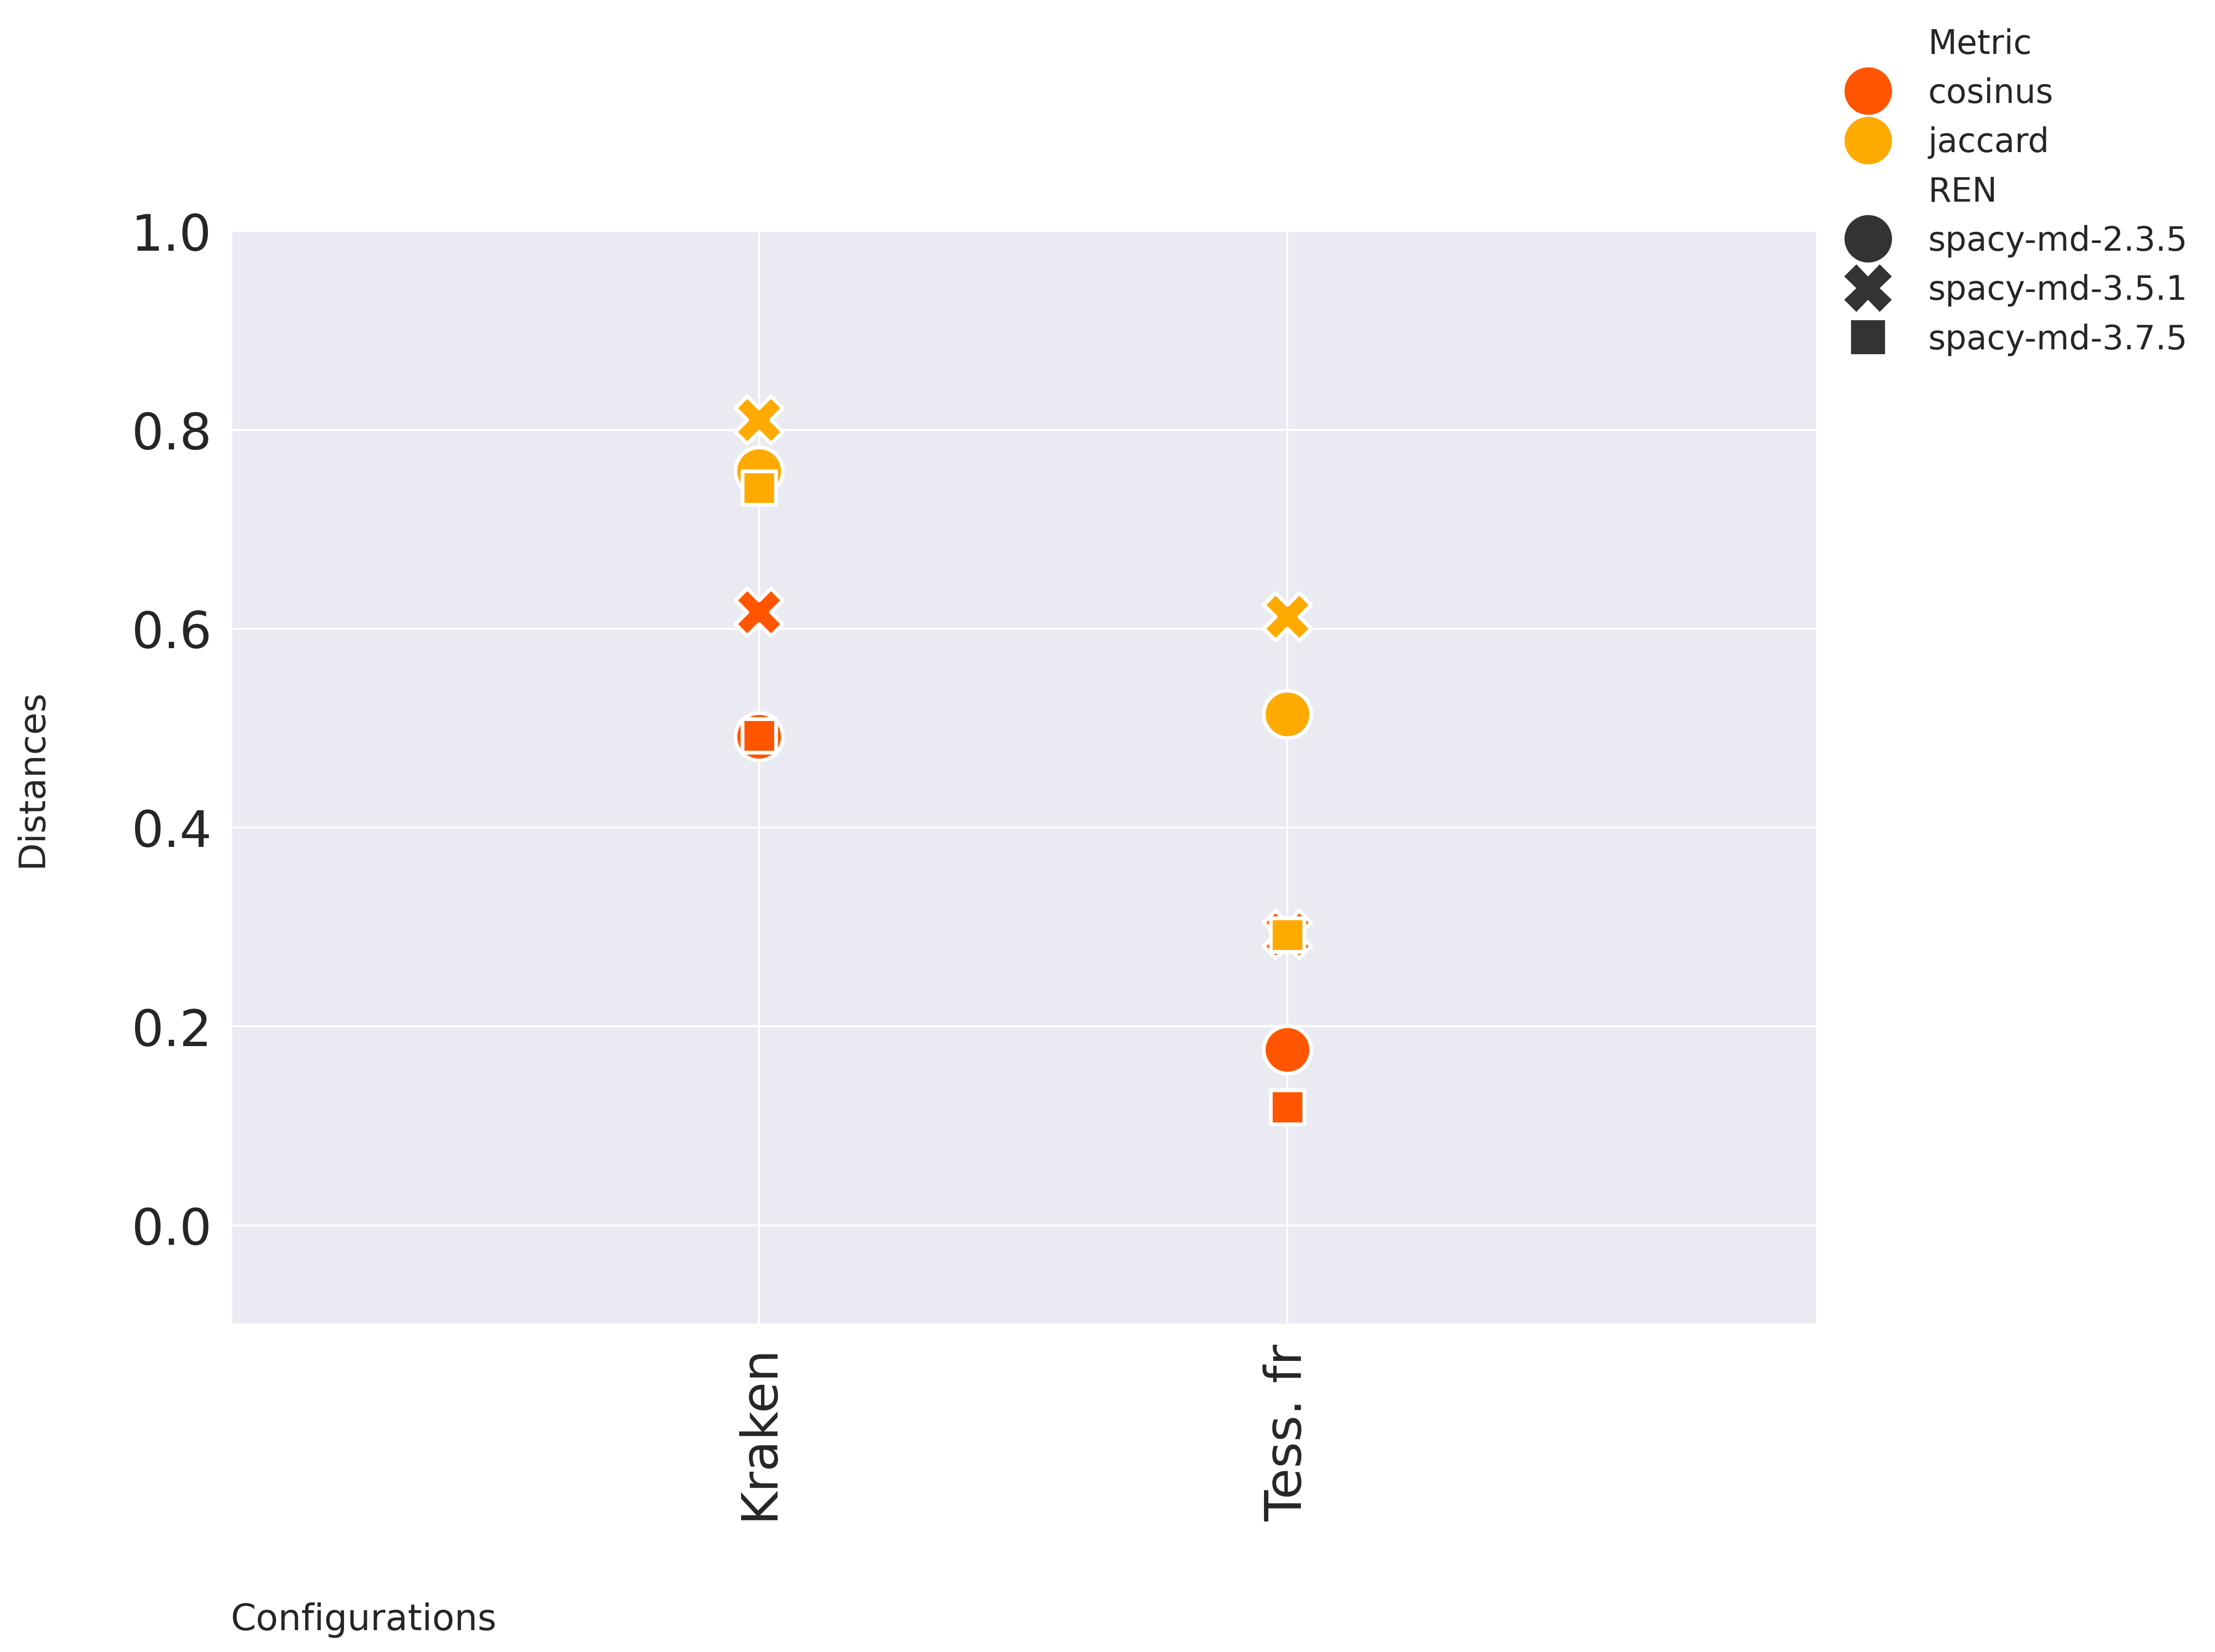 Metric
cosinus
jaccard
REN
spacy-md-2.3.5
spacy-md-3.5.1
spacy-md-3.7.5
1.0
0.8
0.6
0.4
0.2
0.0
Distances
Kraken
Tess. fr
Configurations